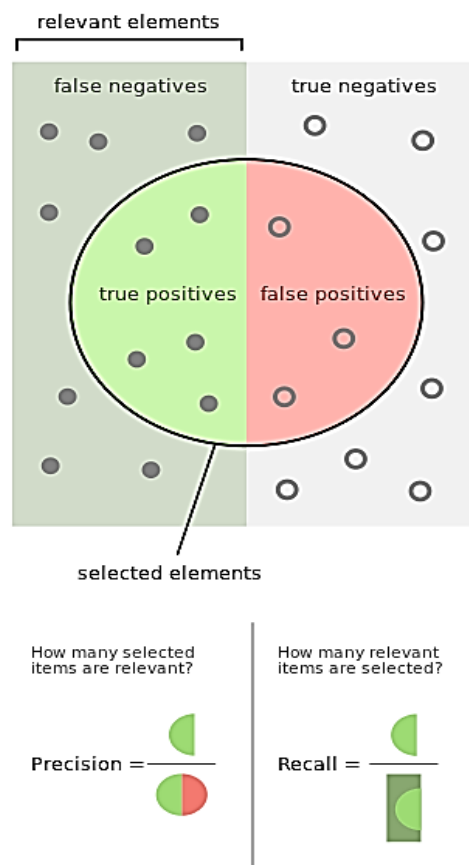 relevant elements
false negatives
true negatives
true positives
false positives
selected elements
How many selected
items are relevant?
How many relevant
items are selected?
Precision =
Recall =